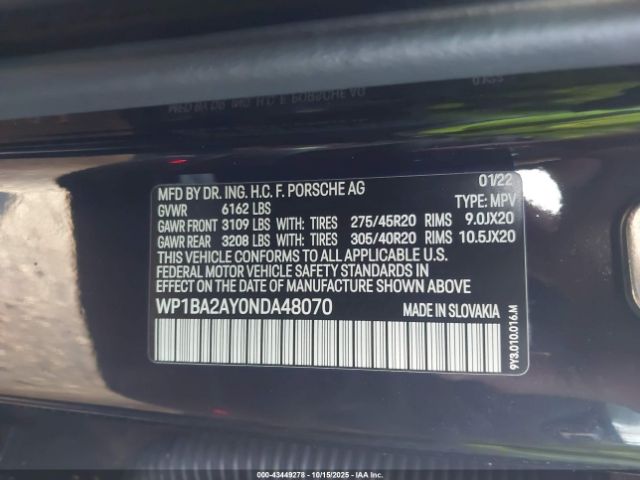 MFD BY DR. ING. H.C. F. PORSCHE AG 01/22
GVWR 6162 LBS TYPE: MPV
GAWR FRONT 3109 LBS WITH: TIRES 275/45R20 RIMS 9.0JX20
GAWR REAR 3208 LBS WITH: TIRES 305/40R20 RIMS 10.5JX20
THIS VEHICLE CONFORMS TO ALL APPLICABLE U.S.
FEDERAL MOTOR VEHICLE SAFETY STANDARDS IN
EFFECT ON THE DATE OF MANUFACTURE SHOWN ABOVE
WP1BA2AY0NDA48070 MADE IN SLOVAKIA
9Y3.010.016.M
000-43449278 - 10/15/2025 - IAAI.COM